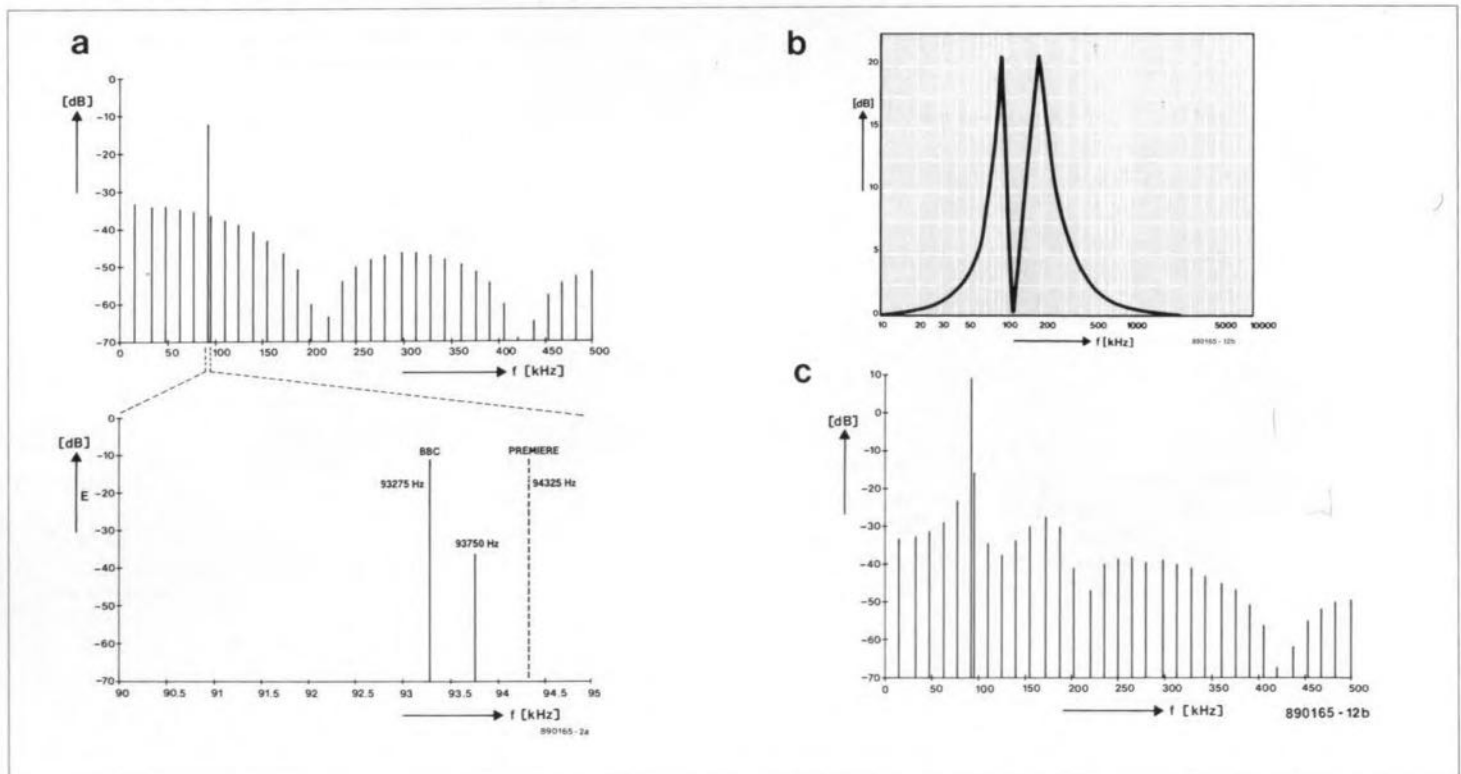 a
[dB]
0
-10
-20
-30
-40
-50
-60
-70
0 50 100 150 200 250 300 350 400 450 500
f [kHz]
[dB]
E
0
-10
-20
-30
-40
-50
-60
-70
BBC
PREMIERE
93275 Hz
94325 Hz
93750 Hz
90 90.5 91 91.5 92 92.5 93 93.5 94 94.5 95
f [kHz]
890165-2a
b
[dB]
20
15
10
5
0
10 20 30 50 100 200 500 1000 5000 10000
f [kHz]
890165-12b
c
[dB]
10
0
-10
-20
-30
-40
-50
-60
-70
0 50 100 150 200 250 300 350 400 450 500
f [kHz]
890165-12b